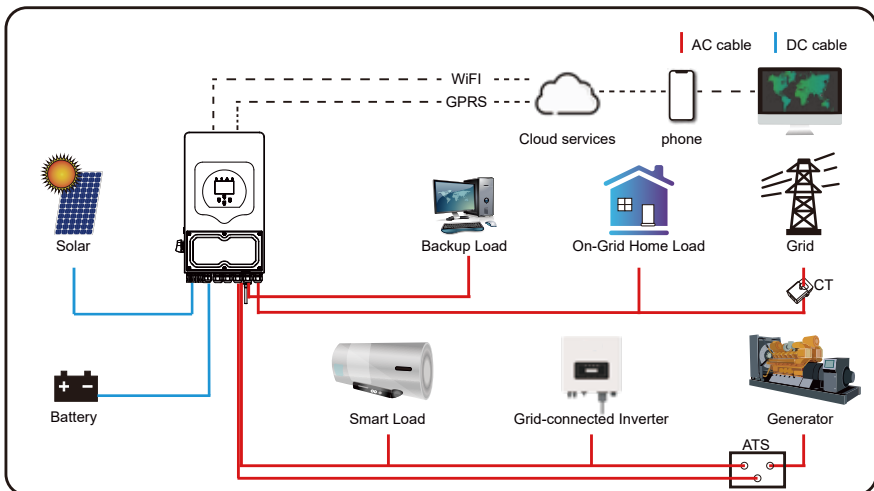 AC cable
DC cable
WiFI
GPRS
Cloud services
phone
Solar
Backup Load
On-Grid Home Load
Grid
CT
Battery
Smart Load
Grid-connected Inverter
Generator
ATS